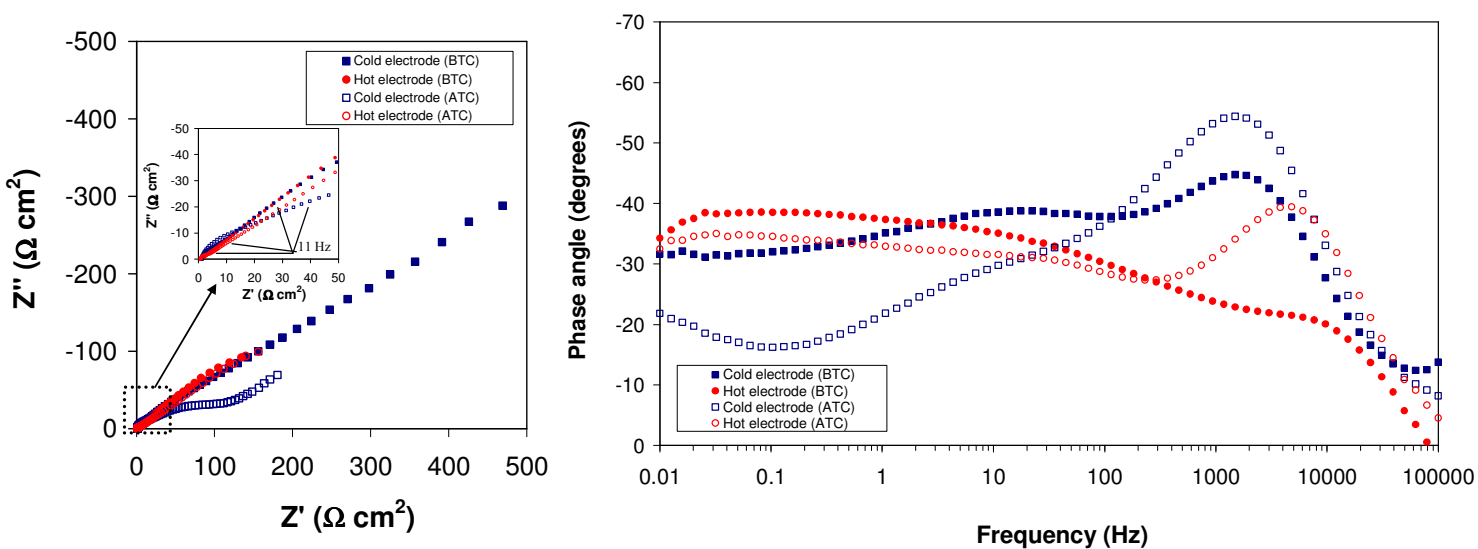 -500
-400
-300
-200
-100
0
Z'' (Ω cm²)
0
100
200
300
400
500
Z' (Ω cm²)
Cold electrode (BTC)
Hot electrode (BTC)
Cold electrode (ATC)
Hot electrode (ATC)
-50
-40
-30
-20
-10
0
Z'' (Ω cm²)
11 Hz
0
10
20
30
40
50
Z' (Ω cm²)
-70
-60
-50
-40
-30
-20
-10
0
Phase angle (degrees)
Cold electrode (BTC)
Hot electrode (BTC)
Cold electrode (ATC)
Hot electrode (ATC)
0.01
0.1
1
10
100
1000
10000
100000
Frequency (Hz)